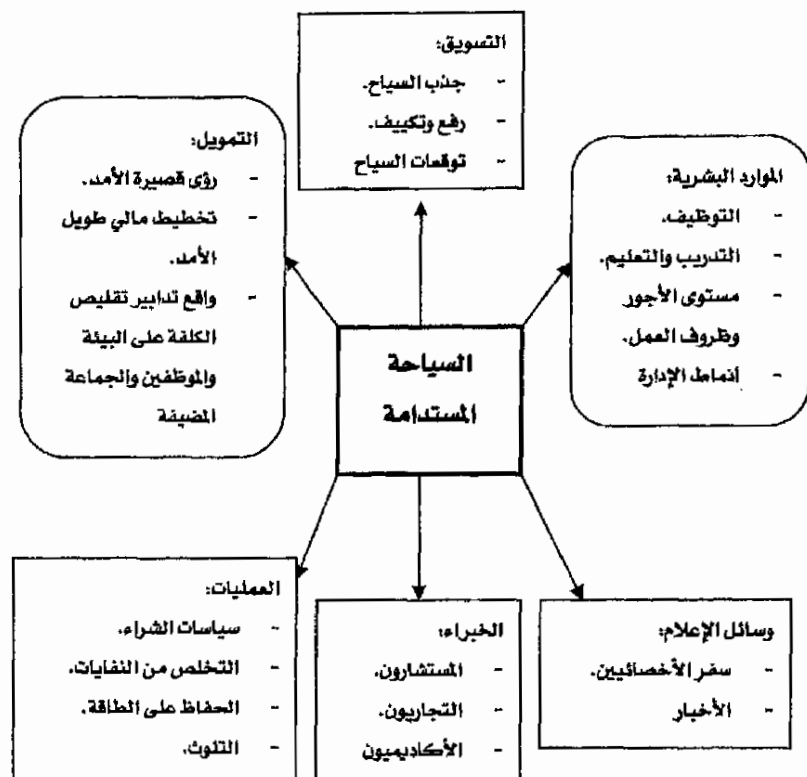 التسويق:
- جذب السياح.
- رفع وتكييف.
- توقعات السياح
الموارد البشرية:
- التوظيف.
- التدريب والتعليم.
- مستوى الأجور
وظروف العمل.
- أنماط الإدارة
التمويل:
- رؤى قصيرة الأمد.
- تخطيط مالي طويل
الأمد.
- واقع تدابير تقليص
الكلفة على البيئة
والموظفين والجماعة
المضيفة
السياحة
المستدامة
وسائل الإعلام:
- سفر الأخصائيين.
- الأخبار
الخبراء:
- المستشارون.
- التجاريون.
- الأكاديميون
العمليات:
- سياسات الشراء.
- التخلص من النفايات.
- الحفاظ على الطاقة.
- التلوث.